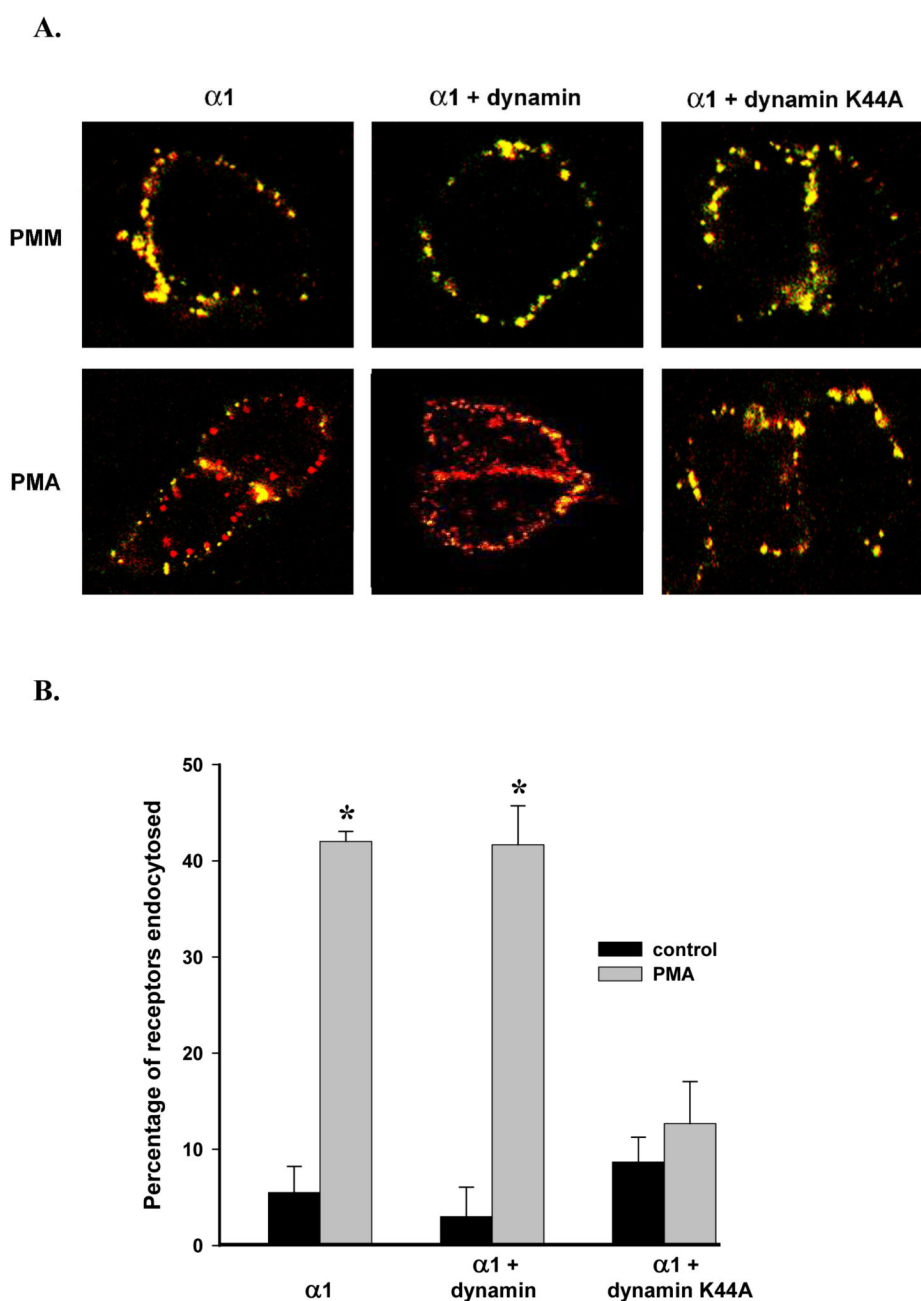 A.
α1
α1 + dynamin
α1 + dynamin K44A
PMM
PMA
B.
Percentage of receptors endocytosed
50
40
30
20
10
0
*
*
control
PMA
α1
α1 +
dynamin
α1 +
dynamin K44A